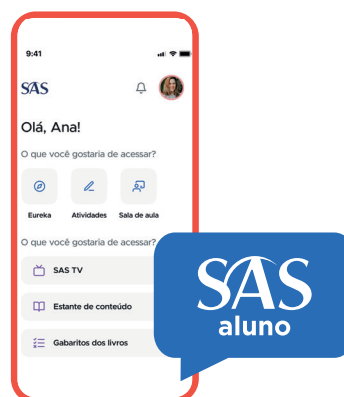 9:41
SAS
Olá, Ana!
O que você gostaria de acessar?
Eureka Atividades Sala de aula
O que você gostaria de acessar?
SAS TV
Estante de conteúdo
Gabaritos dos livros
SAS
aluno